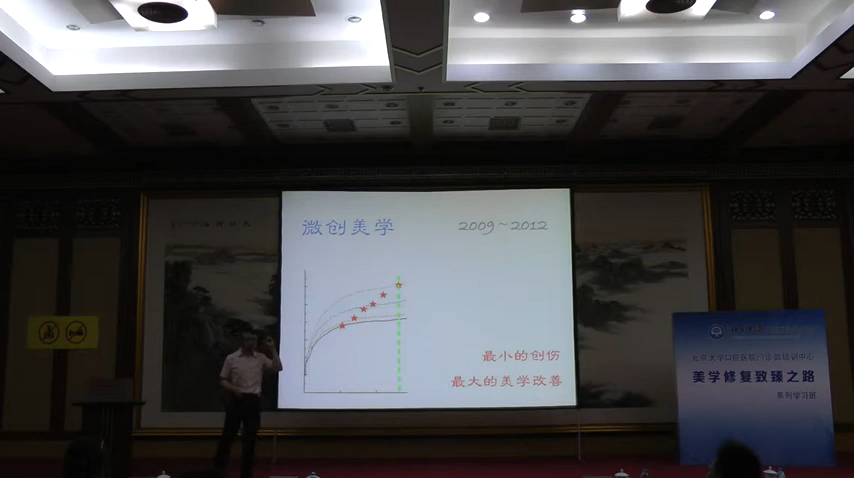 微创美学
2009~2012
最小的创伤
最大的美学改善
北京大学口腔医院门诊部培训中心
美学修复致臻之路
系列学习班